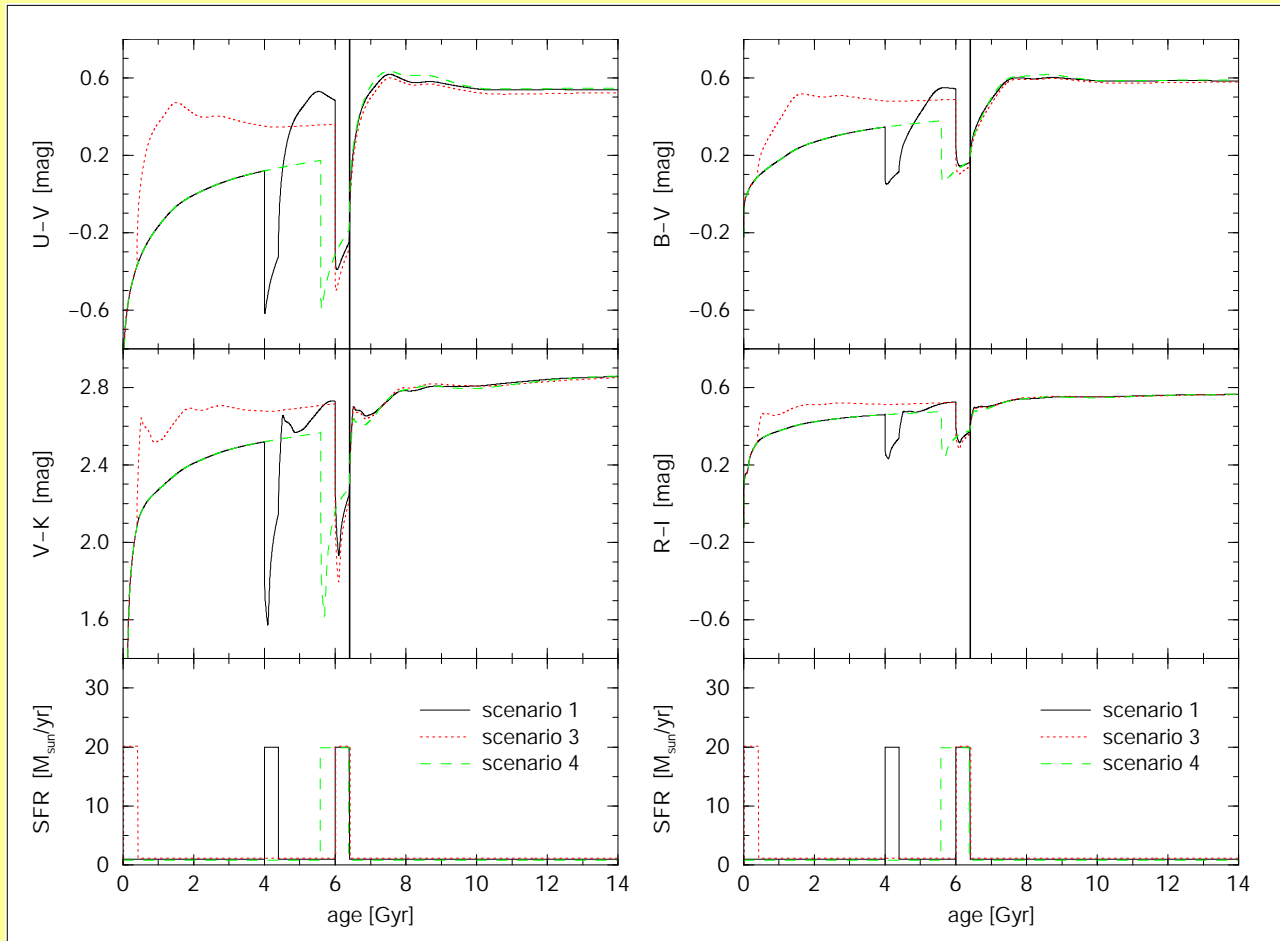 U−V [mag]
0.6
0.2
−0.2
−0.6
V−K [mag]
2.8
2.4
2.0
1.6
SFR [Msun/yr]
30
20
10
0
scenario 1
scenario 3
scenario 4
0 2 4 6 8 10 12 14
age [Gyr]
B−V [mag]
0.6
0.2
−0.2
−0.6
R−I [mag]
0.6
0.2
−0.2
−0.6
SFR [Msun/yr]
30
20
10
0
scenario 1
scenario 3
scenario 4
0 2 4 6 8 10 12 14
age [Gyr]